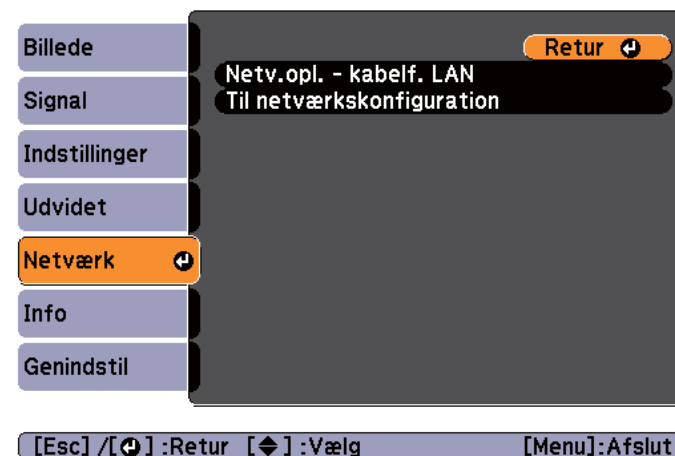 Billede
Signal
Indstillinger
Udvidet
Netværk
Info
Genindstil
Retur
Netv.opl. - kabelf. LAN
Til netværkskonfiguration
[Esc] /[ ] :Retur [ ] :Vælg [Menu]:Afslut